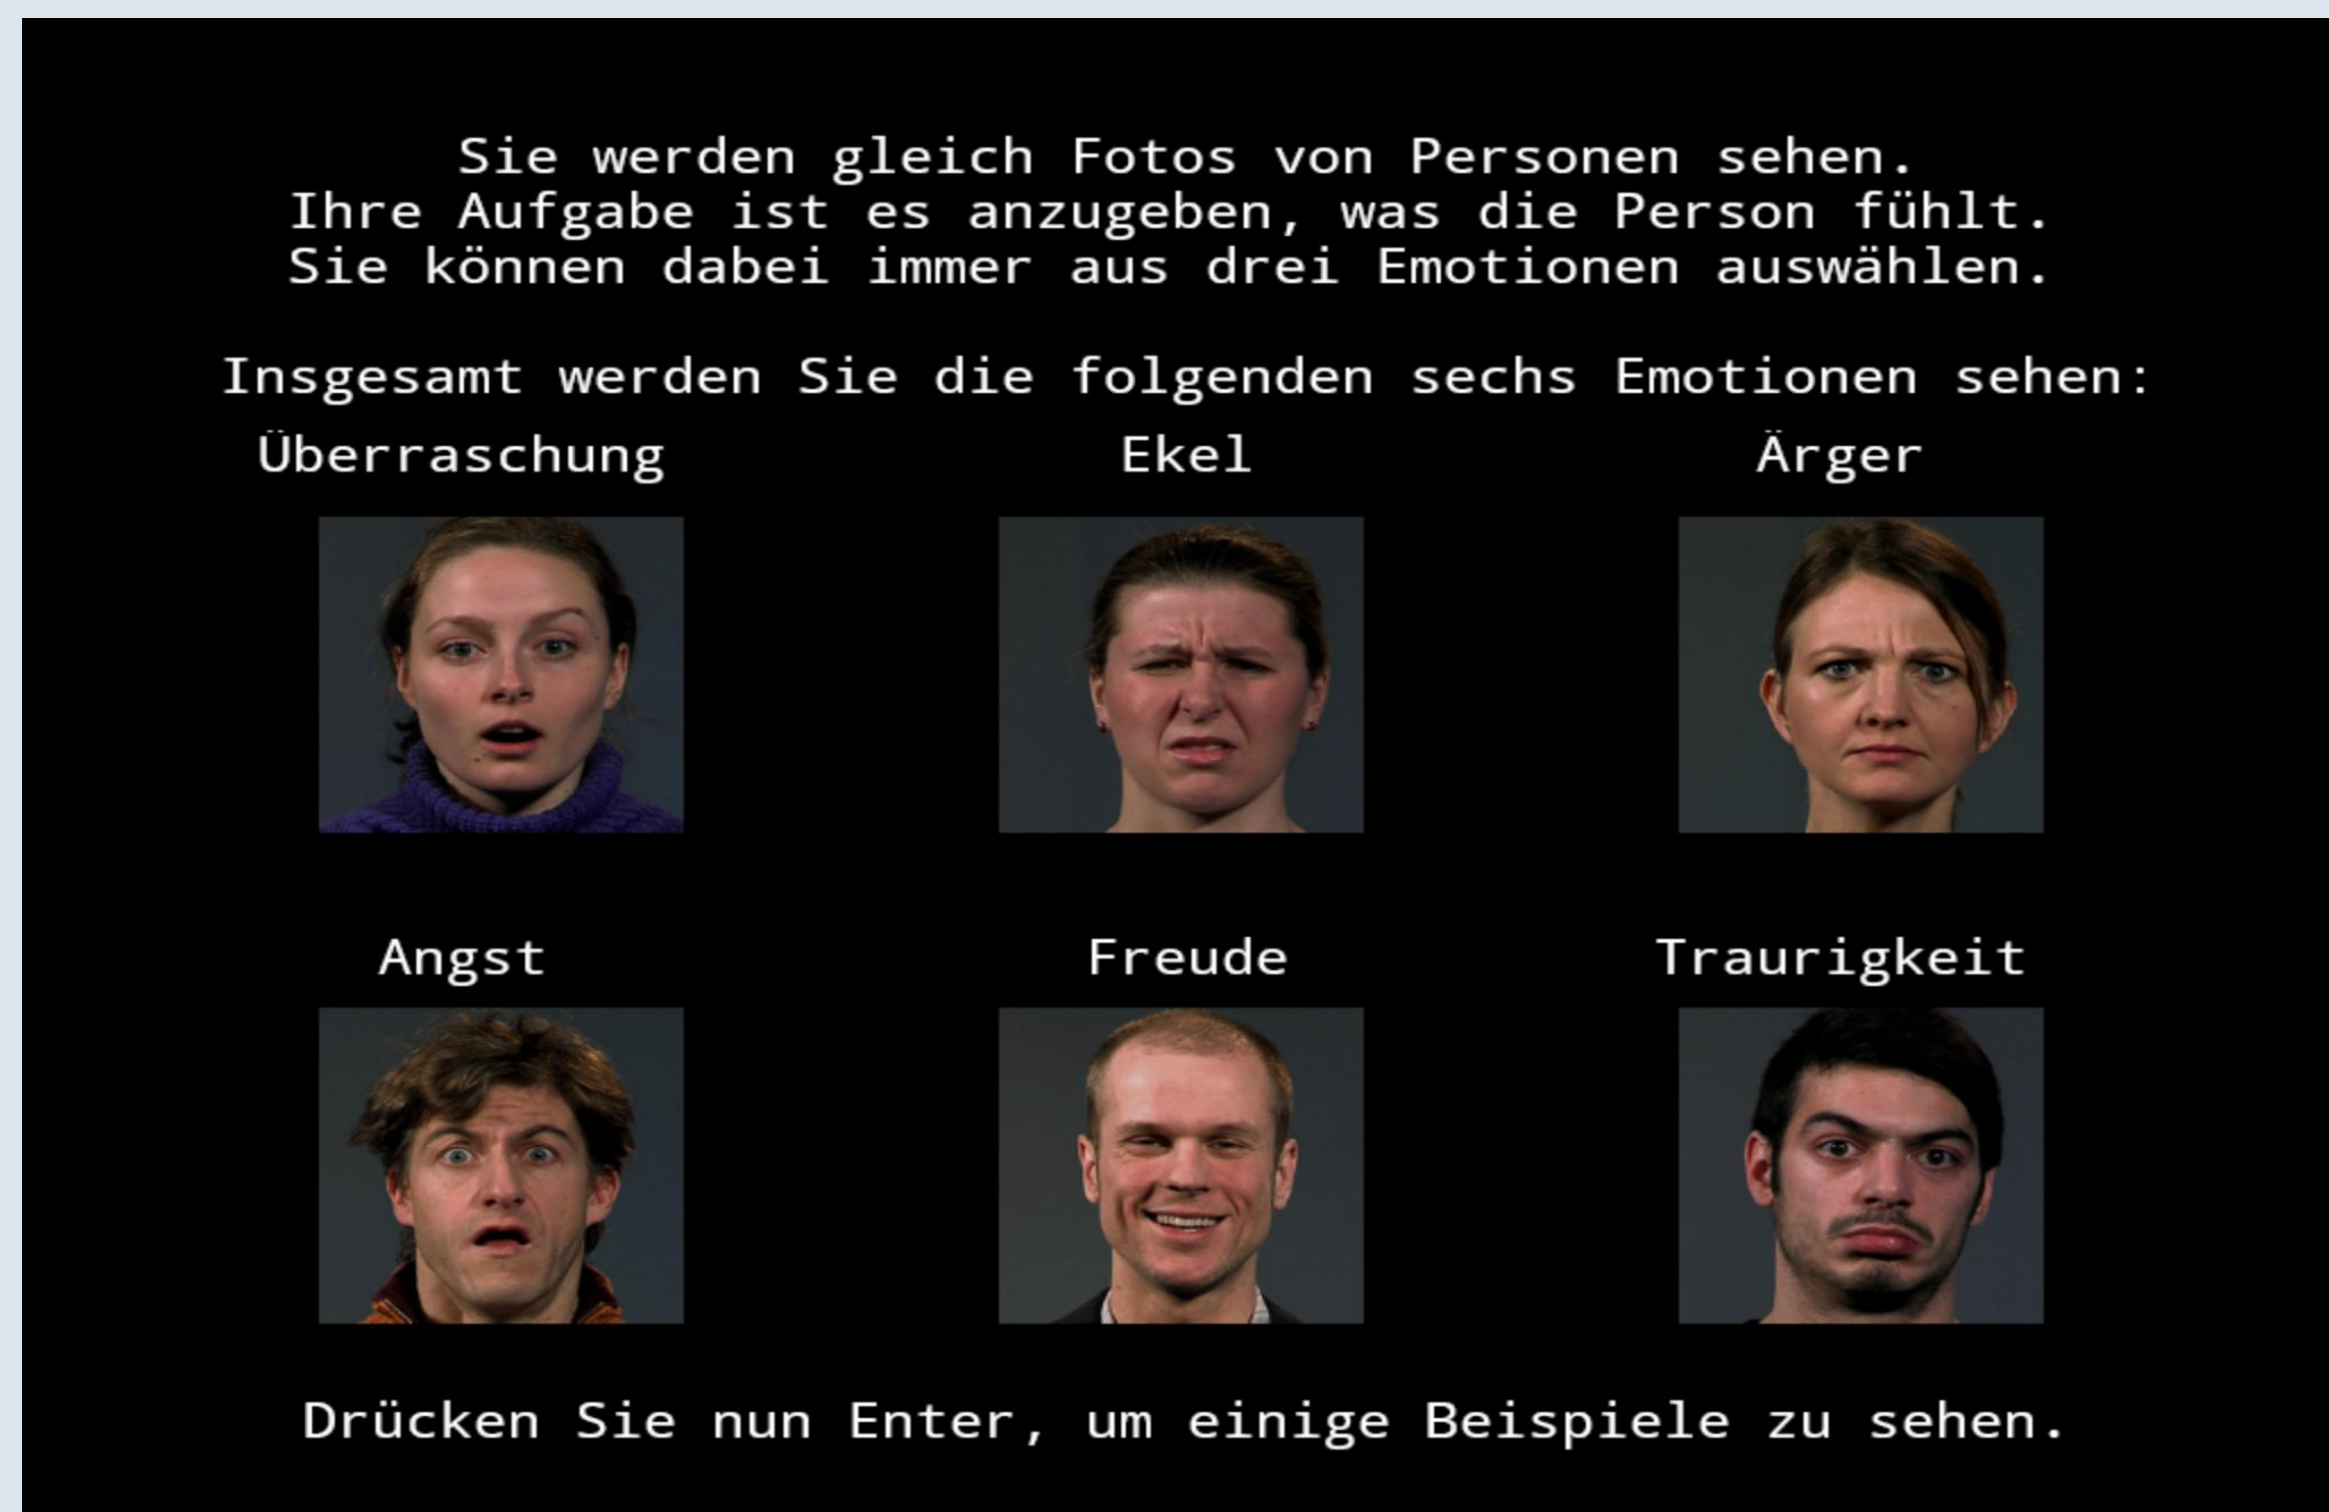 Sie werden gleich Fotos von Personen sehen.
Ihre Aufgabe ist es anzugeben, was die Person fühlt.
Sie können dabei immer aus drei Emotionen auswählen.
Insgesamt werden Sie die folgenden sechs Emotionen sehen:
Überraschung
Ekel
Ärger
Angst
Freude
Traurigkeit
Drücken Sie nun Enter, um einige Beispiele zu sehen.